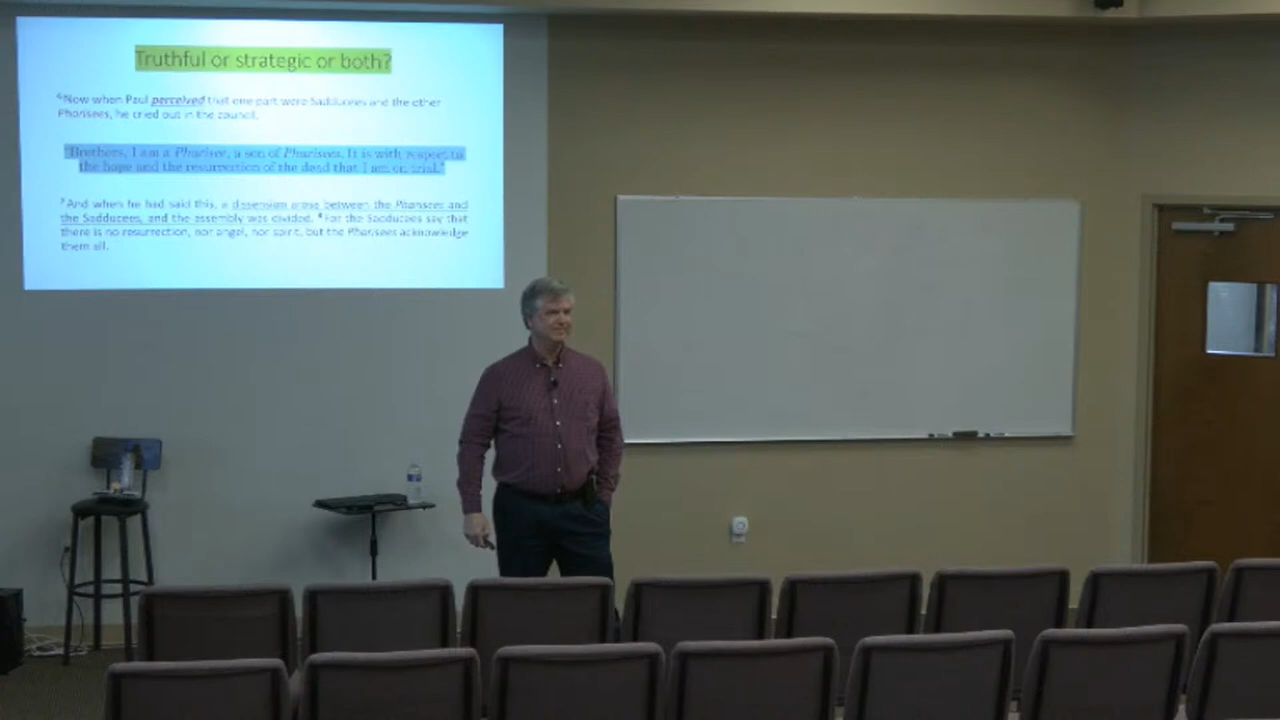 Truthful or strategic or both?
⁶Now when Paul perceived that one part were Sadducees and the other
Pharisees, he cried out in the council,
"Brothers, I am a Pharisee, a son of Pharisees. It is with respect to
the hope and the resurrection of the dead that I am on trial."
⁷And when he had said this, a dissension arose between the Pharisees and
the Sadducees, and the assembly was divided. ⁸For the Sadducees say that
there is no resurrection, nor angel, nor spirit, but the Pharisees acknowledge
them all.